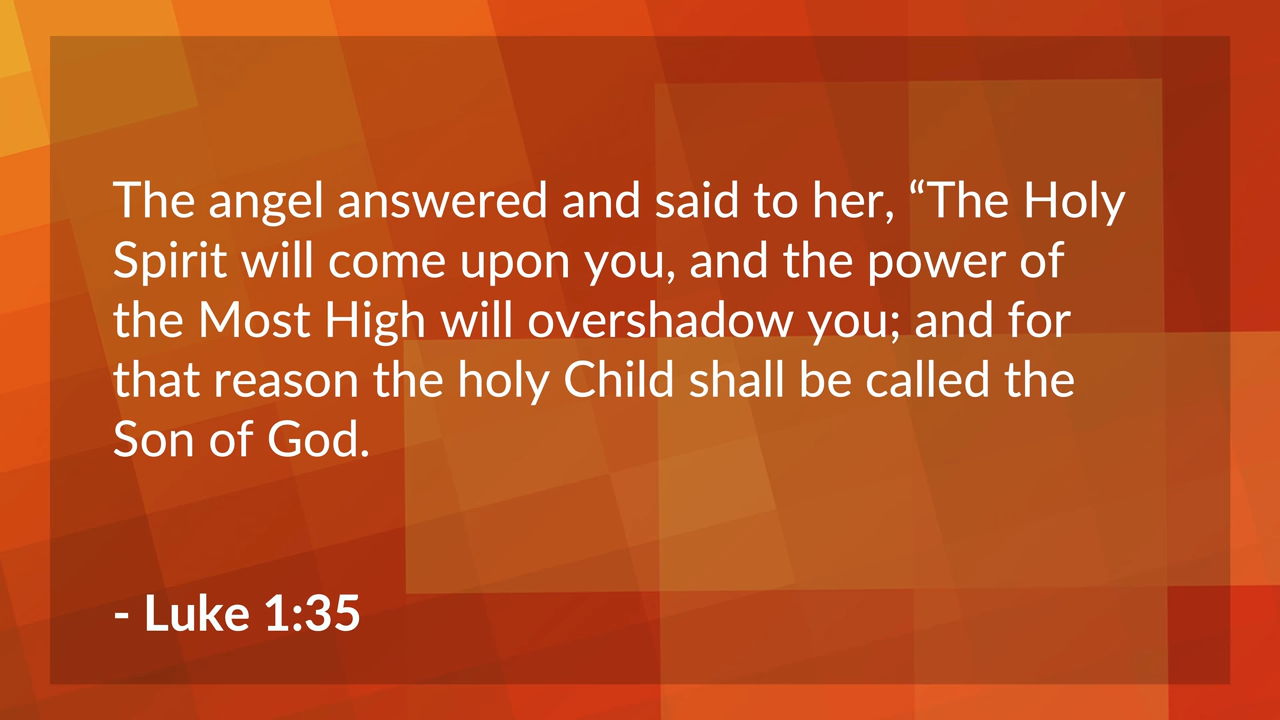 The angel answered and said to her, “The Holy
Spirit will come upon you, and the power of
the Most High will overshadow you; and for
that reason the holy Child shall be called the
Son of God.
- Luke 1:35